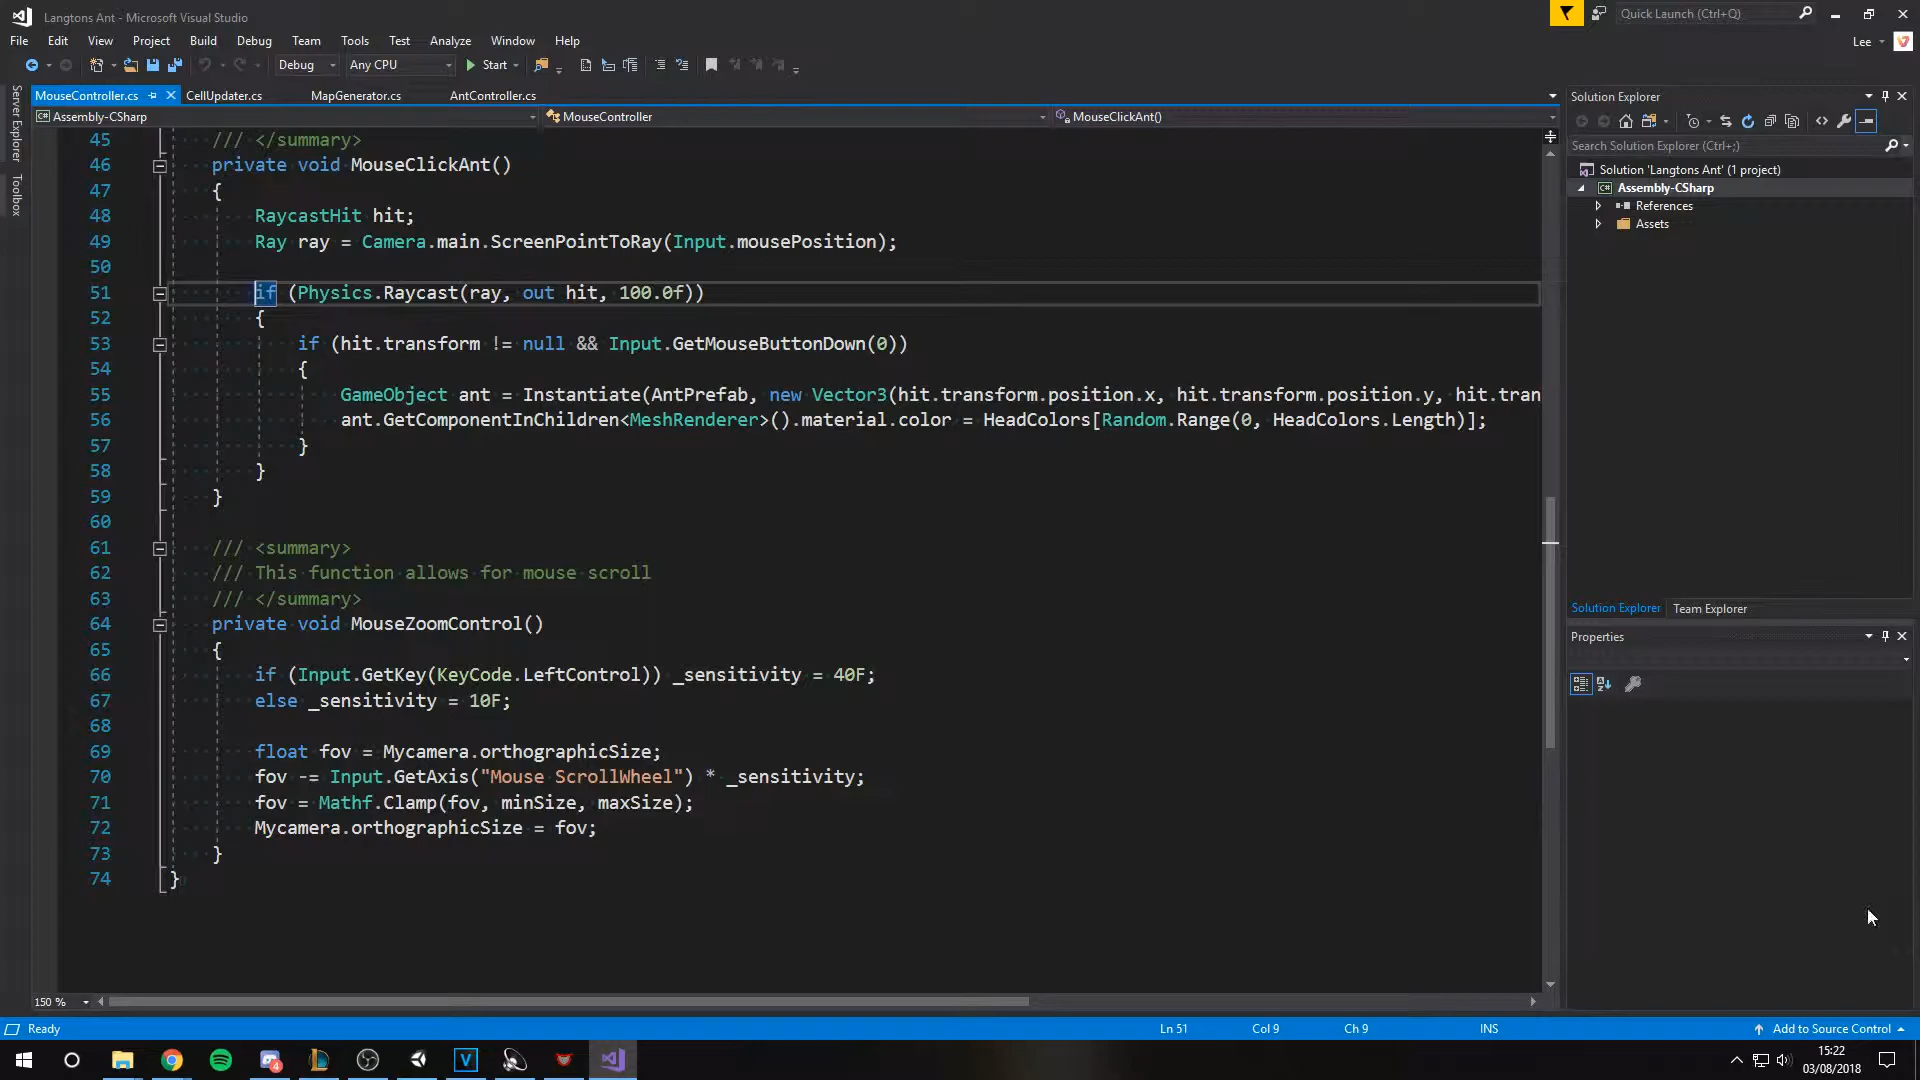 Langtons Ant - Microsoft Visual Studio
Quick Launch (Ctrl+Q)
File Edit View Project Build Debug Team Tools Test Analyze Window Help
Lee
Debug Any CPU Start
Server Explorer
Toolbox
MouseController.cs CellUpdater.cs MapGenerator.cs AntController.cs
Assembly-CSharp MouseController MouseClickAnt()
45 /// </summary>
46 private void MouseClickAnt()
47 {
48 RaycastHit hit;
49 Ray ray = Camera.main.ScreenPointToRay(Input.mousePosition);
50
51 if (Physics.Raycast(ray, out hit, 100.0f))
52 {
53 if (hit.transform != null && Input.GetMouseButtonDown(0))
54 {
55 GameObject ant = Instantiate(AntPrefab, new Vector3(hit.transform.position.x, hit.transform.position.y, hit.tran
56 ant.GetComponentInChildren<MeshRenderer>().material.color = HeadColors[Random.Range(0, HeadColors.Length)];
57 }
58 }
59 }
60
61 /// <summary>
62 /// This function allows for mouse scroll
63 /// </summary>
64 private void MouseZoomControl()
65 {
66 if (Input.GetKey(KeyCode.LeftControl)) _sensitivity = 40F;
67 else _sensitivity = 10F;
68
69 float fov = Mycamera.orthographicSize;
70 fov -= Input.GetAxis("Mouse ScrollWheel") * _sensitivity;
71 fov = Mathf.Clamp(fov, minSize, maxSize);
72 Mycamera.orthographicSize = fov;
73 }
74 }
150 %
Solution Explorer
Search Solution Explorer (Ctrl+;)
Solution 'Langtons Ant' (1 project)
C# Assembly-CSharp
References
Assets
Solution Explorer Team Explorer
Properties
Ready Ln 51 Col 9 Ch 9 INS Add to Source Control
4
V
15:22
03/08/2018